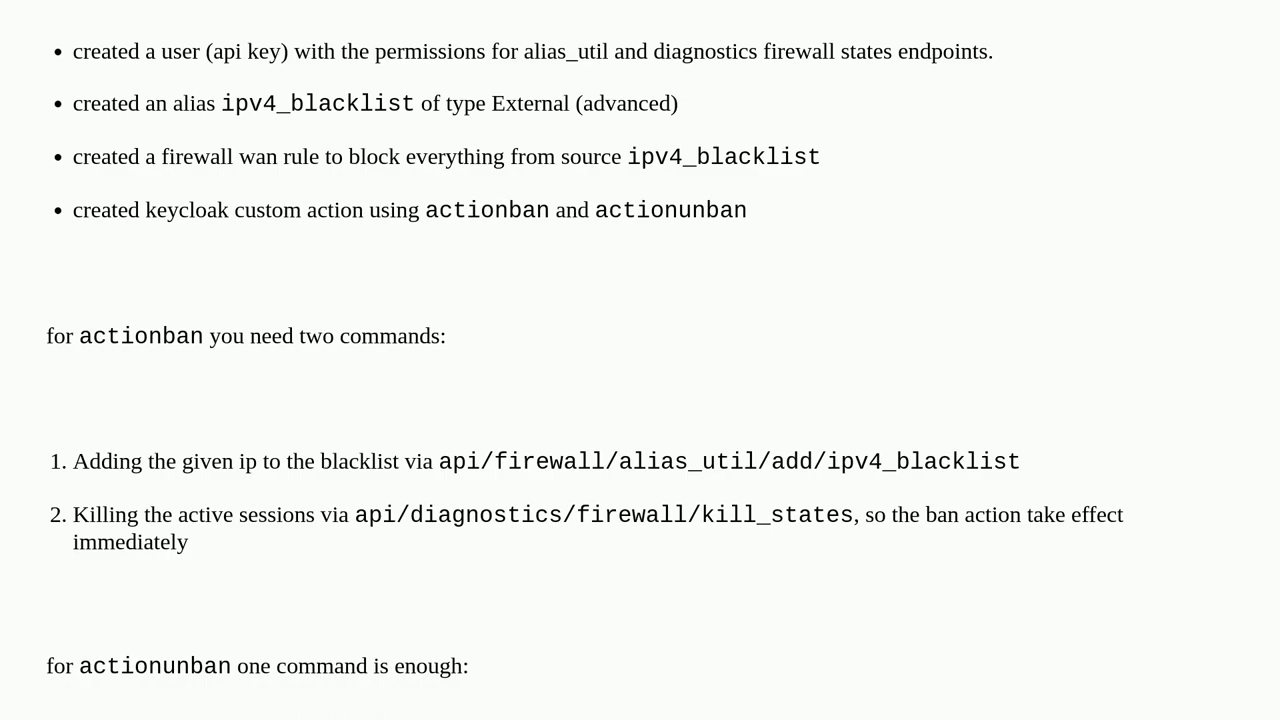 • created a user (api key) with the permissions for alias_util and diagnostics firewall states endpoints.
• created an alias ipv4_blacklist of type External (advanced)
• created a firewall wan rule to block everything from source ipv4_blacklist
• created keycloak custom action using actionban and actionunban
for actionban you need two commands:
1. Adding the given ip to the blacklist via api/firewall/alias_util/add/ipv4_blacklist
2. Killing the active sessions via api/diagnostics/firewall/kill_states, so the ban action take effect
immediately
for actionunban one command is enough: